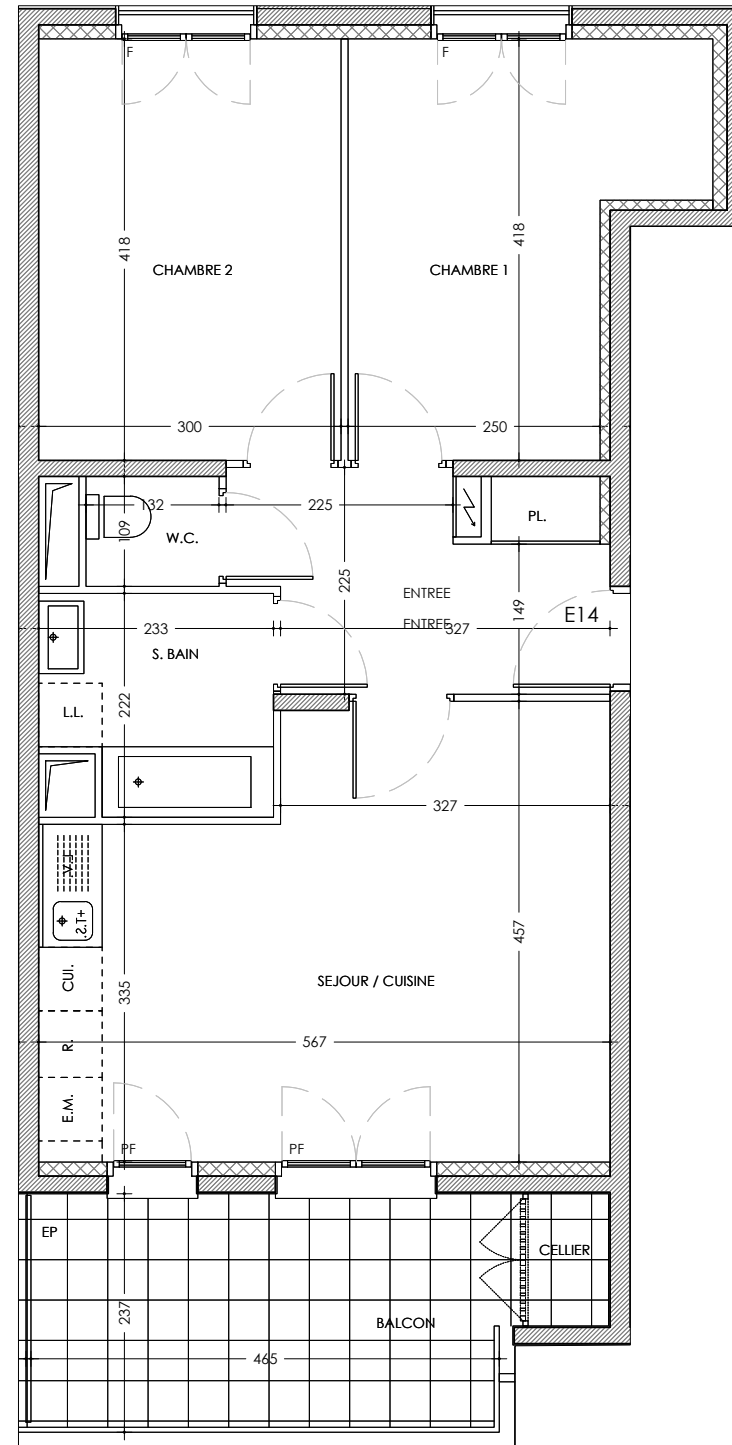 F
F
418
418
CHAMBRE 2
CHAMBRE 1
300
250
132
225
PL.
109
W.C.
225
ENTREE
149
E14
233
ENTREE
327
S. BAIN
L.L.
222
327
V.T.
+T.S.
457
CUI.
SEJOUR / CUISINE
335
R.
567
E.M.
PF
PF
EP
CELLIER
237
BALCON
465